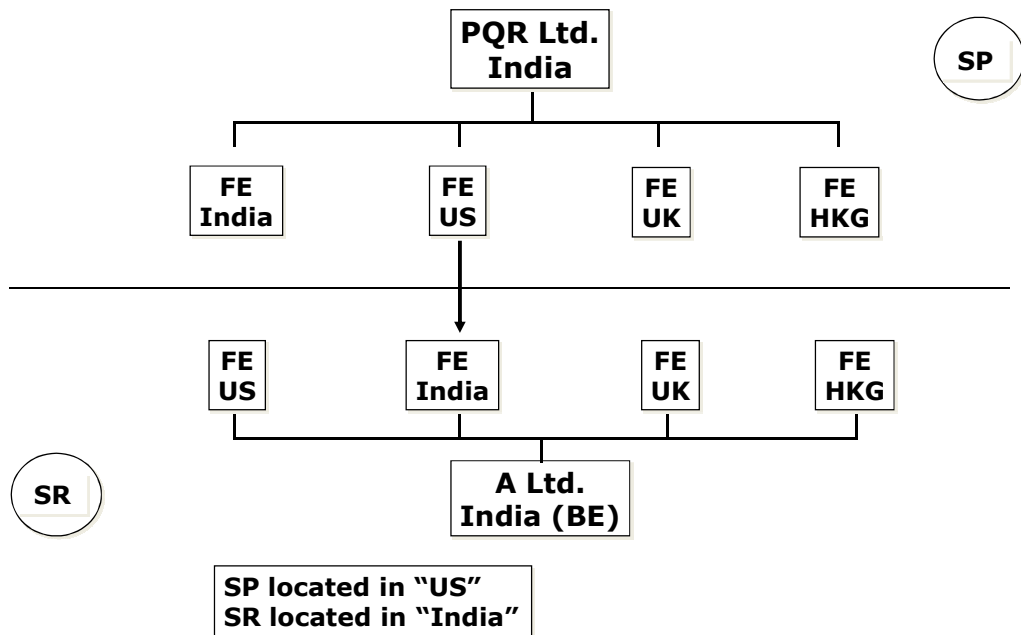 PQR Ltd.
India
SP
FE
India
FE
US
FE
UK
FE
HKG
FE
US
FE
India
FE
UK
FE
HKG
SR
A Ltd.
India (BE)
SP located in “US”
SR located in “India”